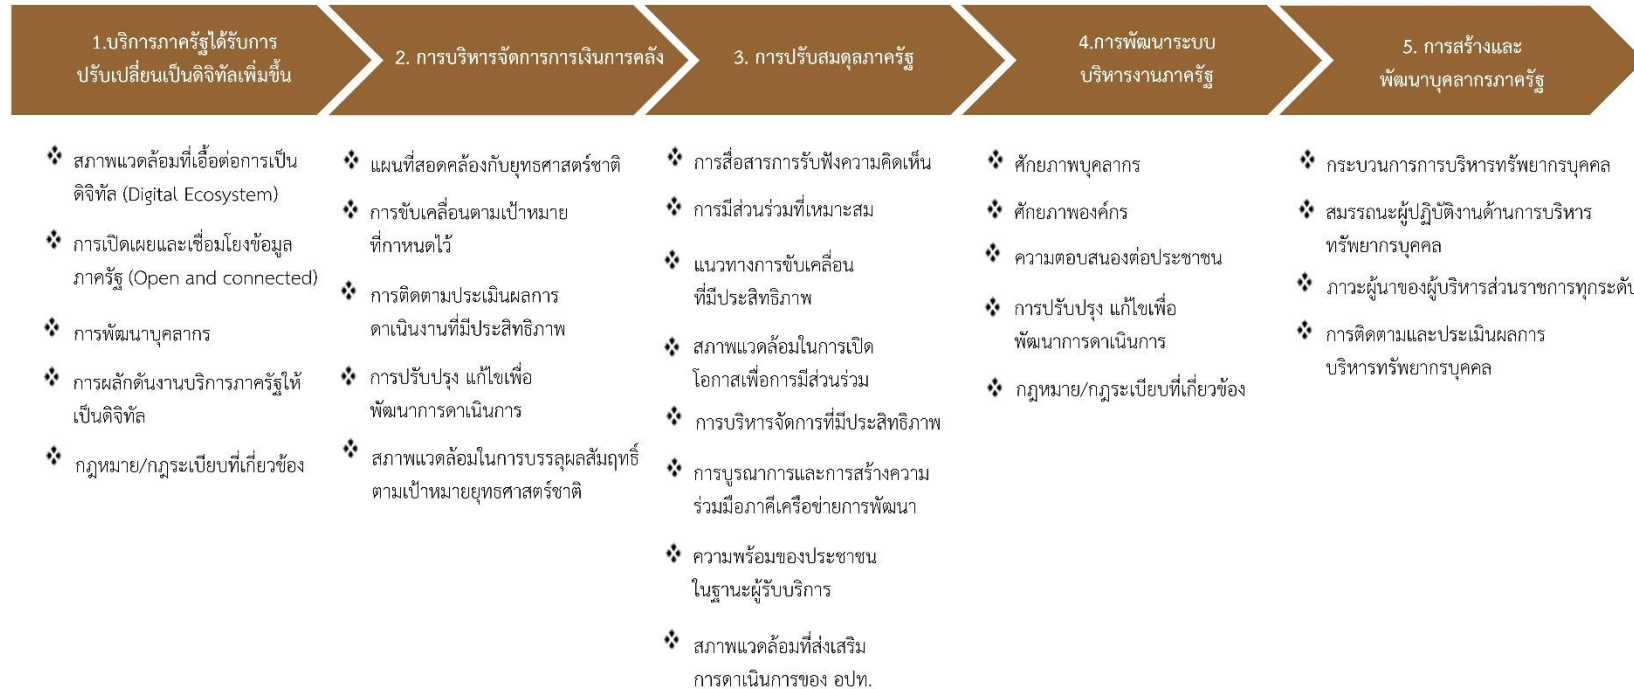 1.บริการภาครัฐได้รับการ
ปรับเปลี่ยนเป็นดิจิทัลเพิ่มขึ้น
2. การบริหารจัดการการเงินการคลัง
3. การปรับสมดุลภาครัฐ
4.การพัฒนาระบบ
บริหารงานภาครัฐ
5. การสร้างและ
พัฒนาบุคลากรภาครัฐ
สภาพแวดล้อมที่เอื้อต่อการเป็น
ดิจิทัล (Digital Ecosystem)
การเปิดเผยและเชื่อมโยงข้อมูล
ภาครัฐ (Open and connected)
การพัฒนาบุคลากร
การผลักดันงานบริการภาครัฐให้
เป็นดิจิทัล
กฎหมาย/กฎระเบียบที่เกี่ยวข้อง
แผนที่สอดคล้องกับยุทธศาสตร์ชาติ
การขับเคลื่อนตามเป้าหมาย
ที่กาหนดไว้
การติดตามประเมินผลการ
ดาเนินงานที่มีประสิทธิภาพ
การปรับปรุง แก้ไขเพื่อ
พัฒนาการดาเนินการ
สภาพแวดล้อมในการบรรลุผลสัมฤทธิ์
ตามเป้าหมายยุทธศาสตร์ชาติ
การสื่อสารการรับฟังความคิดเห็น
การมีส่วนร่วมที่เหมาะสม
แนวทางการขับเคลื่อน
ที่มีประสิทธิภาพ
สภาพแวดล้อมในการเปิด
โอกาสเพื่อการมีส่วนร่วม
การบริหารจัดการที่มีประสิทธิภาพ
การบูรณาการและการสร้างความ
ร่วมมือภาคีเครือข่ายการพัฒนา
ความพร้อมของประชาชน
ในฐานะผู้รับบริการ
สภาพแวดล้อมที่ส่งเสริม
การดาเนินการของ อปท.
ศักยภาพบุคลากร
ศักยภาพองค์กร
ความตอบสนองต่อประชาชน
การปรับปรุง แก้ไขเพื่อ
พัฒนาการดาเนินการ
กฎหมาย/กฎระเบียบที่เกี่ยวข้อง
กระบวนการการบริหารทรัพยากรบุคคล
สมรรถนะผู้ปฏิบัติงานด้านการบริหาร
ทรัพยากรบุคคล
ภาวะผู้นาของผู้บริหารส่วนราชการทุกระดับ
การติดตามและประเมินผลการ
บริหารทรัพยากรบุคคล